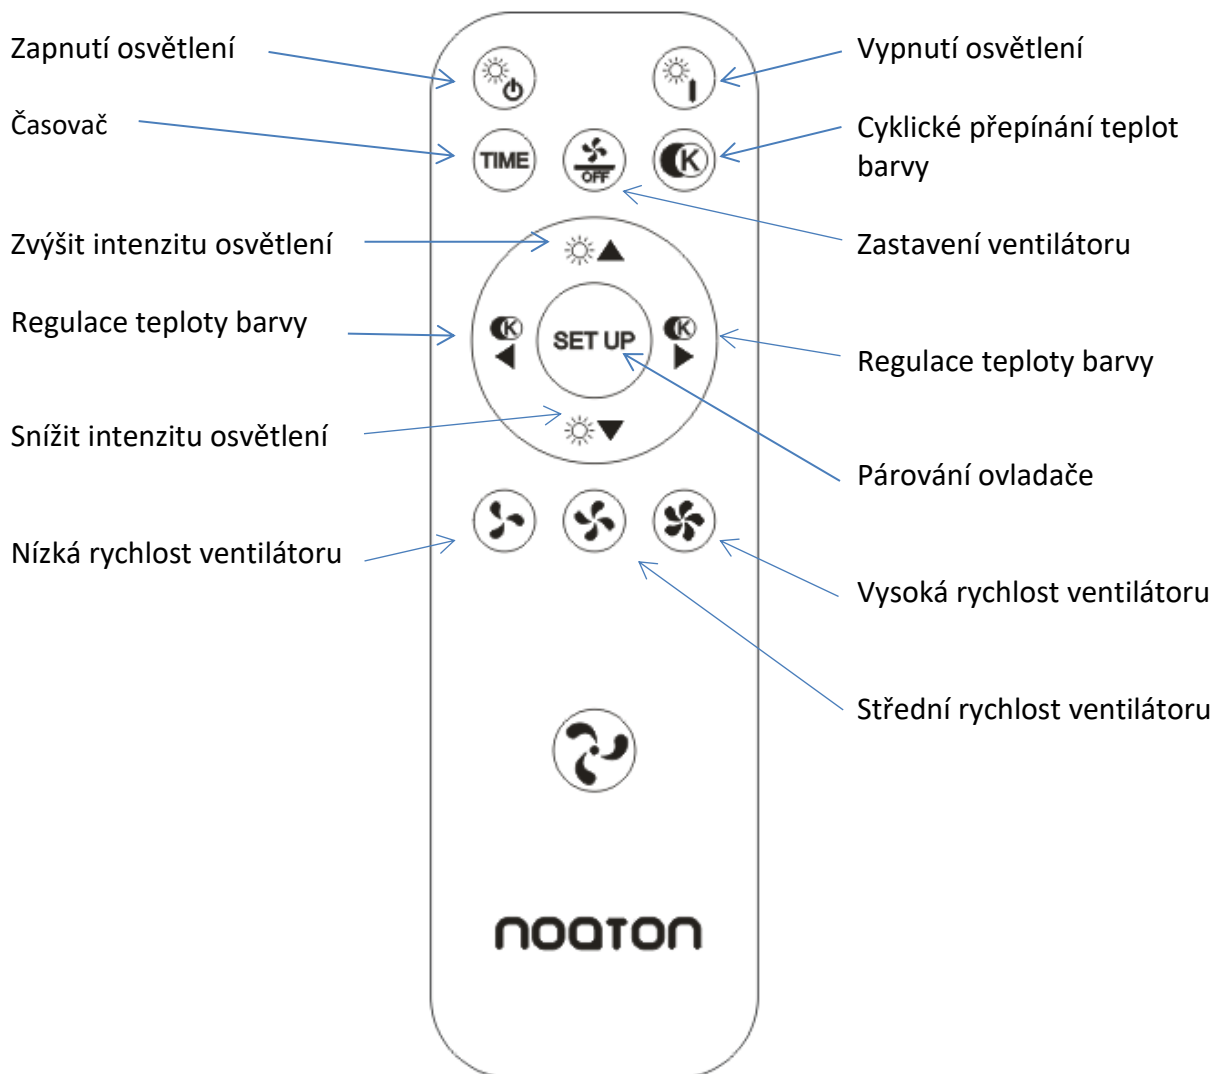 Zapnutí osvětlení
Vypnutí osvětlení
Časovač
Cyklické přepínání teplot
barvy
TIME
OFF
K
Zvýšit intenzitu osvětlení
Zastavení ventilátoru
Regulace teploty barvy
K
SET UP
K
Regulace teploty barvy
Snížit intenzitu osvětlení
Párování ovladače
Nízká rychlost ventilátoru
Vysoká rychlost ventilátoru
Střední rychlost ventilátoru
noaton